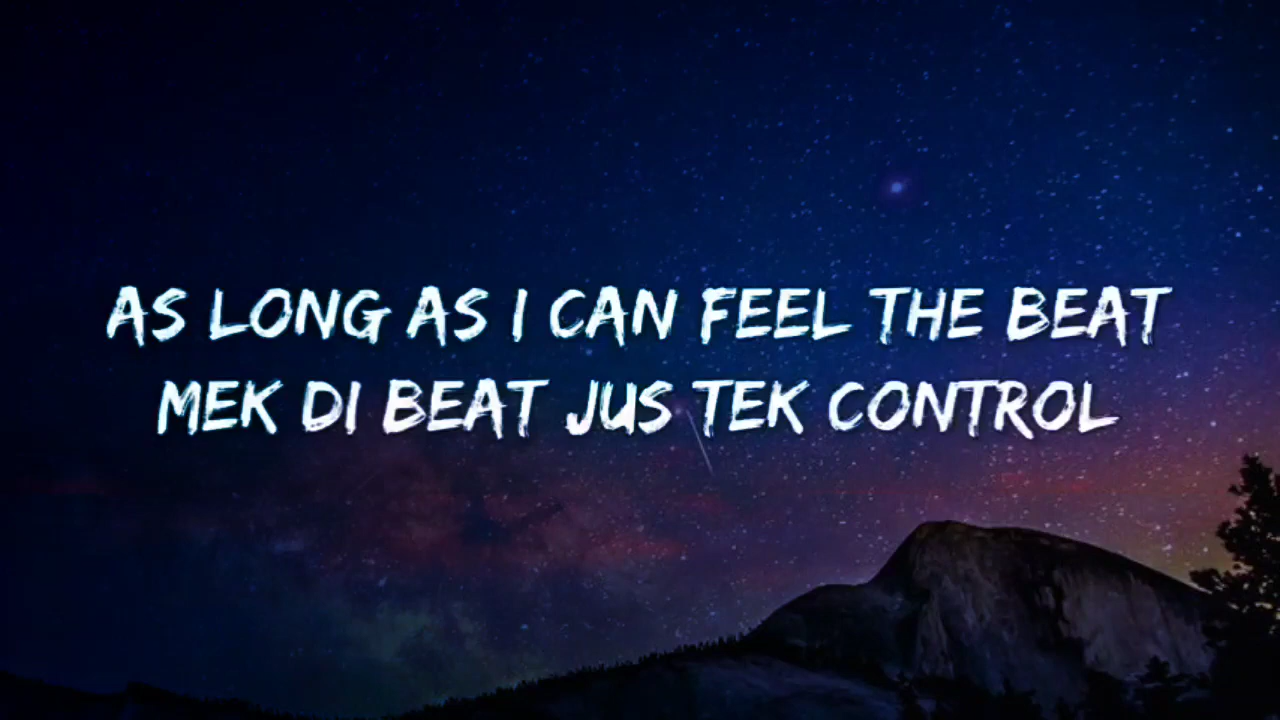 AS LONG AS I CAN FEEL THE BEAT
MEK DI BEAT JUS TEK CONTROL